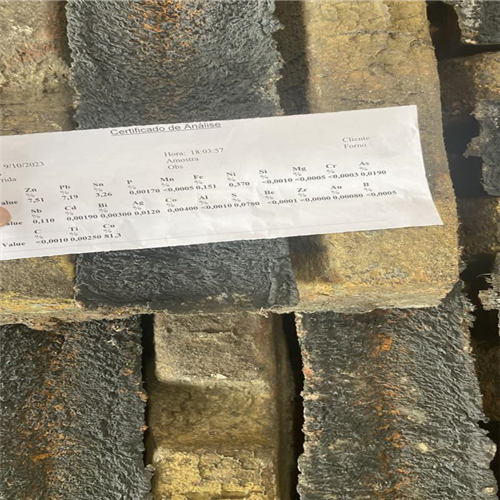 Certificado de Análise
9/10/2023 Hora: 18:03:57 Cliente
rida Amostra Forno
Obs
Zn Pb Sn P Mn Fe Ni Si Mg Cr As
% % % % % % % % % % %
Value 7,51 7,19 3,26 0,00170 <0,0005 0,151 0,370 <0,0010 <0,0005 <0,0003 0,0190
Sb Cd Bi Ag Co Al S Be Zr Au B
% % % % % % % % % % %
Value 0,110 0,00190 0,00300 0,0120 0,00400 <0,0010 0,0780 <0,0001 <0,0000 0,00080 <0,0005
C Ti Cu
% % %
Value <0,0010 0,00250 81,3